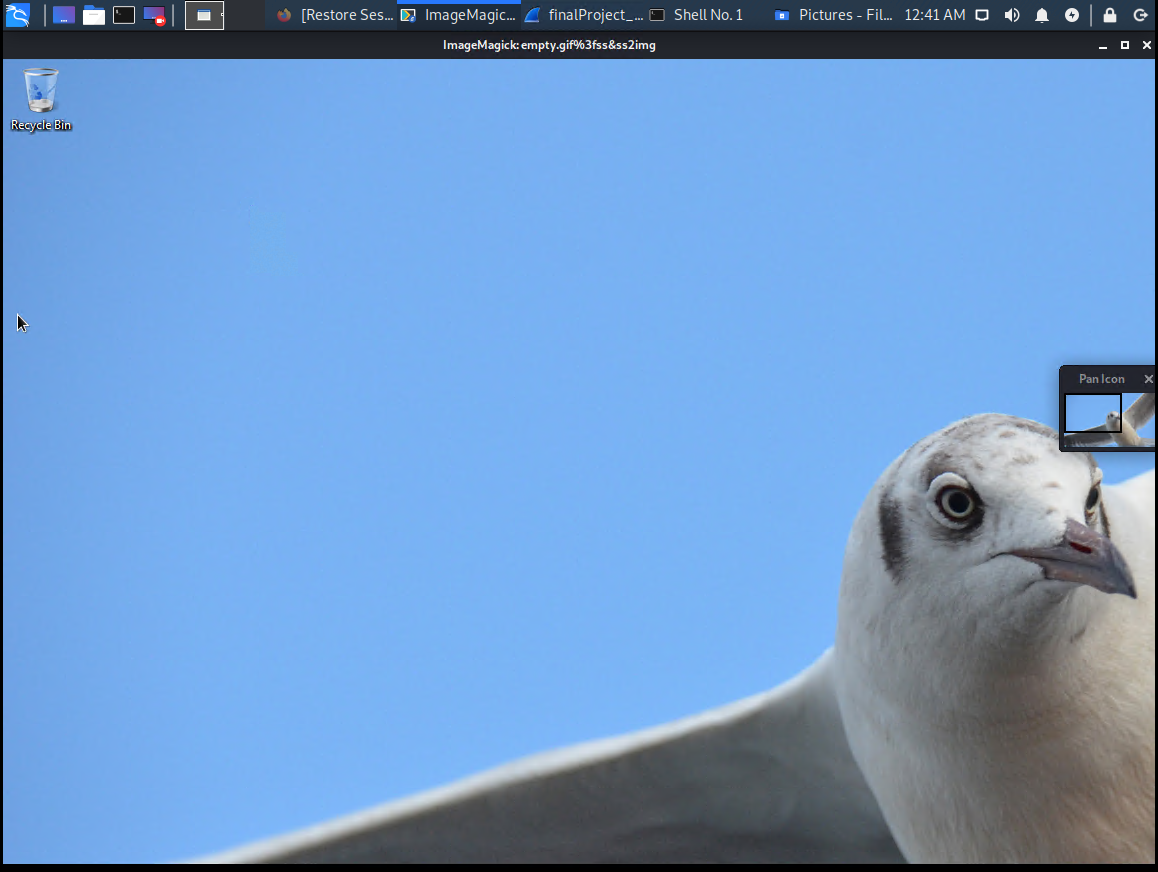 [Restore Ses... ImageMagic... finalProject_... Shell No. 1 Pictures - Fil... 12:41 AM
ImageMagick: empty.gif%3fss&ss2img
Recycle Bin
Pan Icon